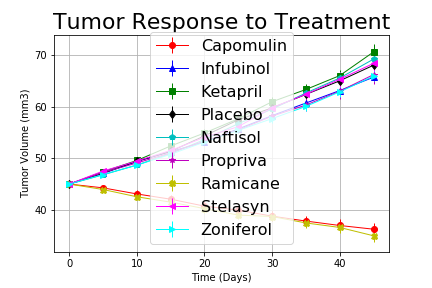 Tumor Response to Treatment
Tumor Volume (mm3)
70
60
50
40
Capomulin
Infubinol
Ketapril
Placebo
Naftisol
Propriva
Ramicane
Stelasyn
Zoniferol
0
10
20
30
40
Time (Days)